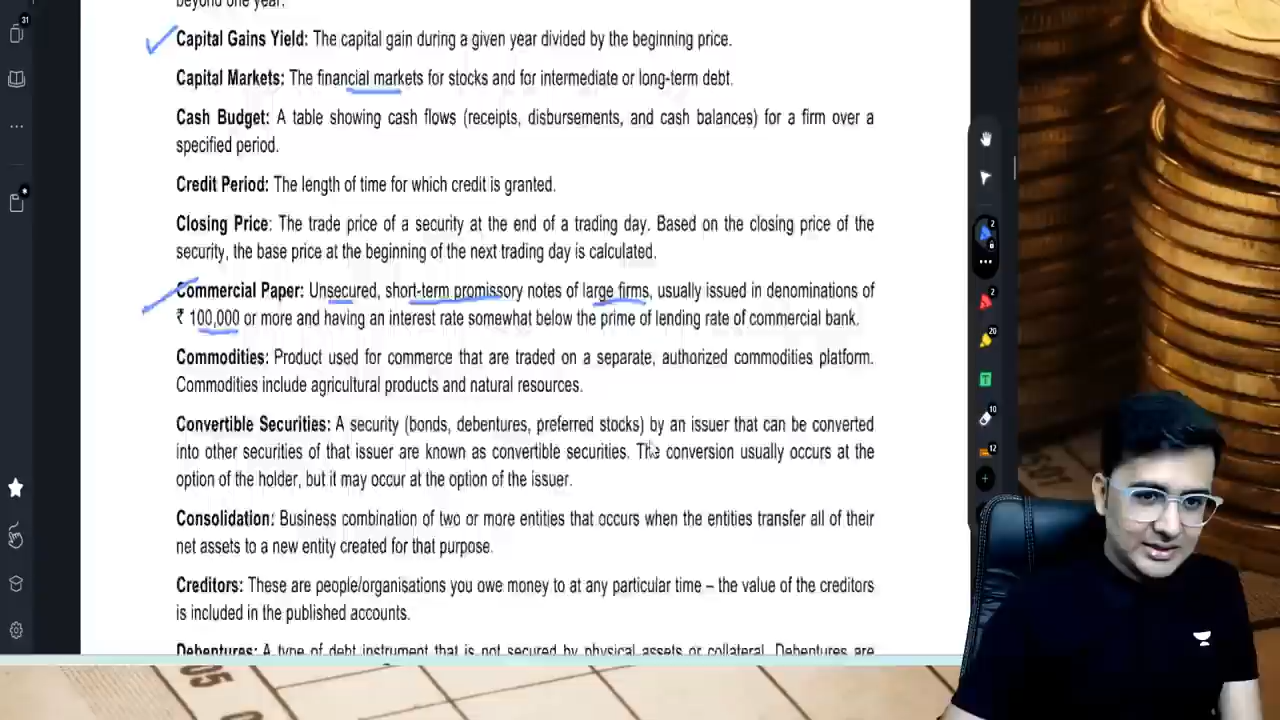 beyond one year.
Capital Gains Yield: The capital gain during a given year divided by the beginning price.
Capital Markets: The financial markets for stocks and for intermediate or long-term debt.
Cash Budget: A table showing cash flows (receipts, disbursements, and cash balances) for a firm over a
specified period.
Credit Period: The length of time for which credit is granted.
Closing Price: The trade price of a security at the end of a trading day. Based on the closing price of the
security, the base price at the beginning of the next trading day is calculated.
Commercial Paper: Unsecured, short-term promissory notes of large firms, usually issued in denominations of
₹ 100,000 or more and having an interest rate somewhat below the prime of lending rate of commercial bank.
Commodities: Product used for commerce that are traded on a separate, authorized commodities platform.
Commodities include agricultural products and natural resources.
Convertible Securities: A security (bonds, debentures, preferred stocks) by an issuer that can be converted
into other securities of that issuer are known as convertible securities. The conversion usually occurs at the
option of the holder, but it may occur at the option of the issuer.
Consolidation: Business combination of two or more entities that occurs when the entities transfer all of their
net assets to a new entity created for that purpose.
Creditors: These are people/organisations you owe money to at any particular time – the value of the creditors
is included in the published accounts.
Debentures: A type of debt instrument that is not secured by physical assets or collateral. Debentures are
31
2
2
20
T
10
12
05